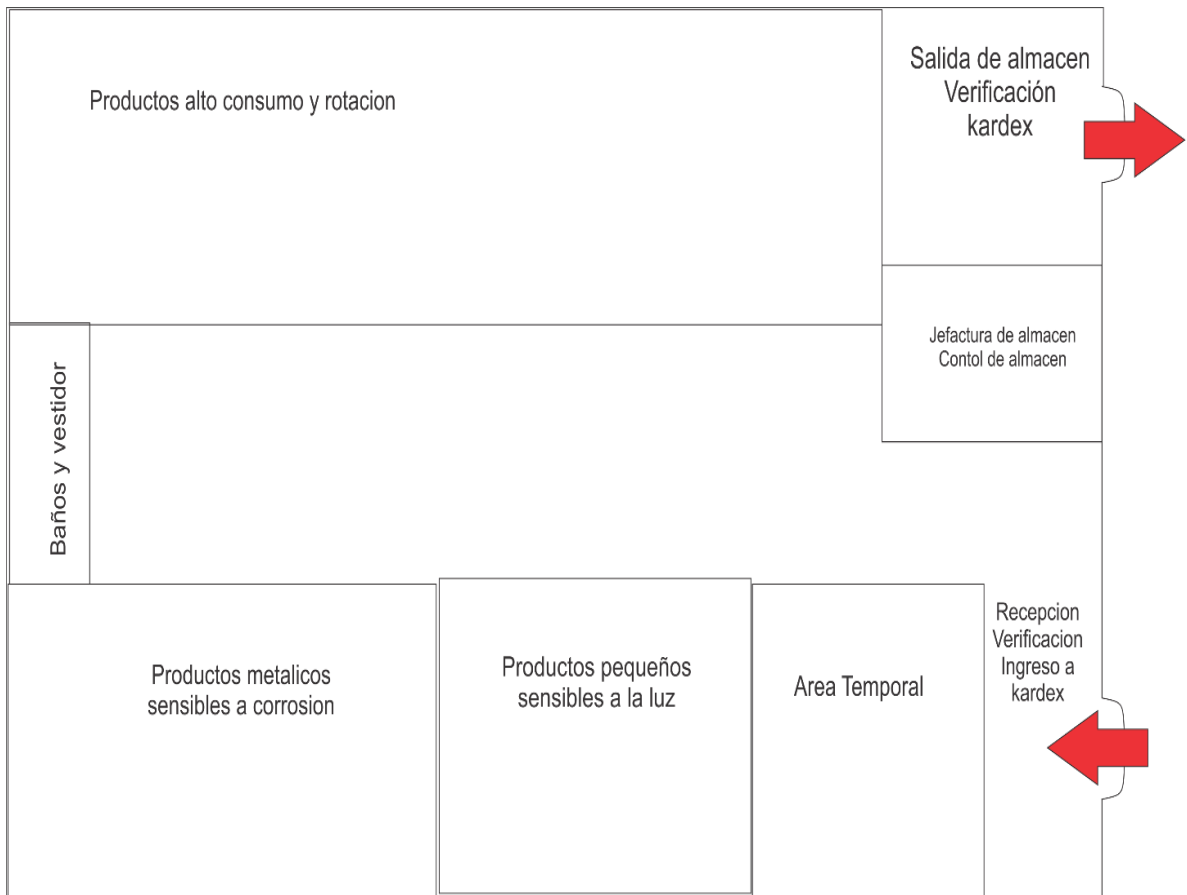 Productos alto consumo y rotacion
Salida de almacen
Verificación
kardex
Jefactura de almacen
Contol de almacen
Baños y vestidor
Productos metalicos
sensibles a corrosion
Productos pequeños
sensibles a la luz
Area Temporal
Recepcion
Verificacion
Ingreso a
kardex